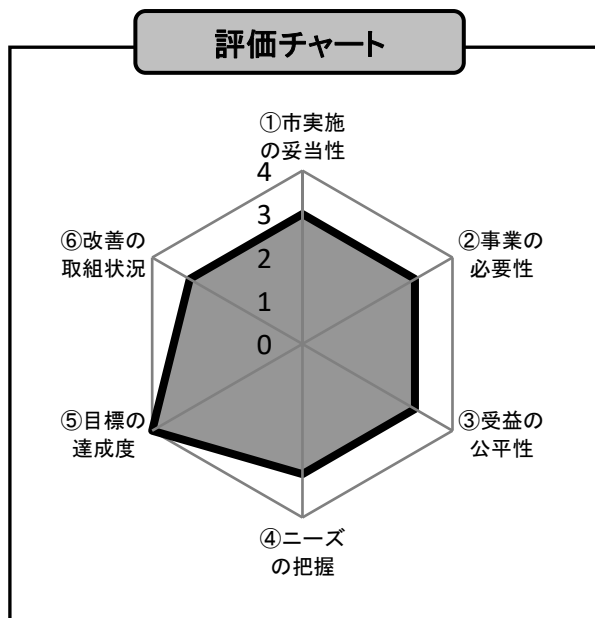 評価チャート
①市実施
の妥当性
4
3
2
1
0
②事業の
必要性
③受益の
公平性
④ニーズ
の把握
⑤目標の
達成度
⑥改善の
取組状況